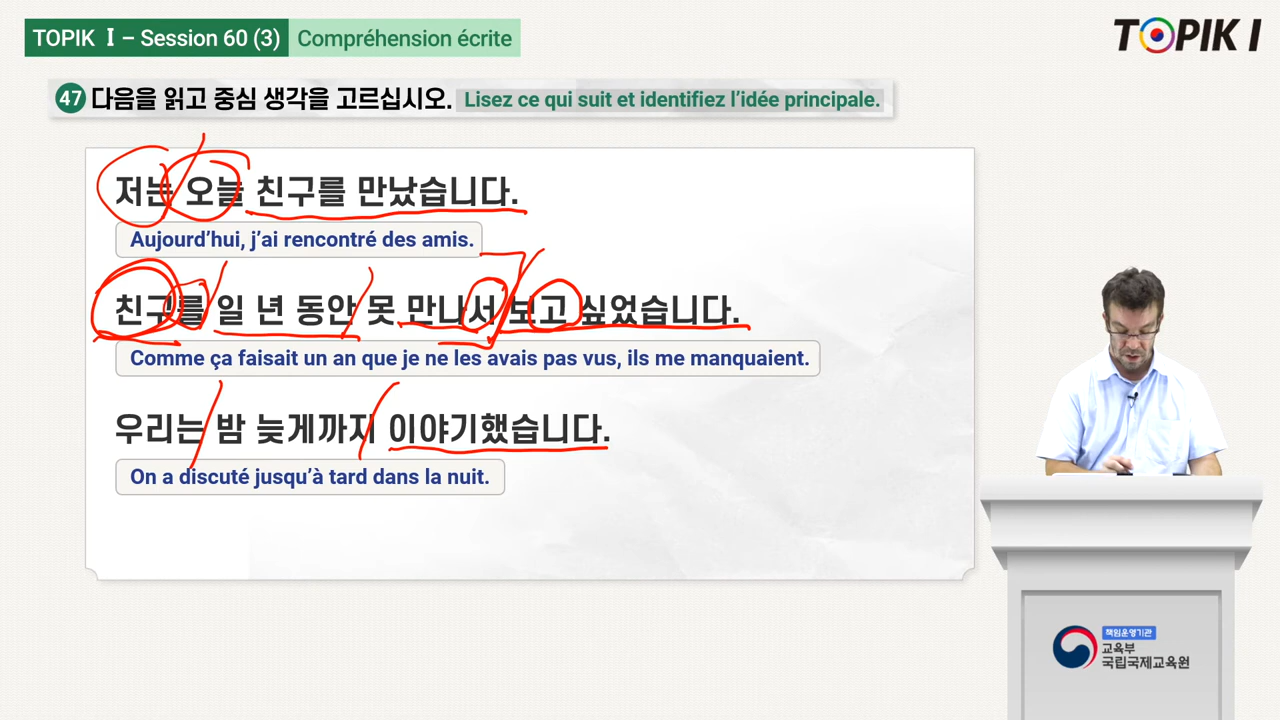 TOPIK I – Session 60 (3) Compréhension écrite
TOPIK I
47 다음을 읽고 중심 생각을 고르십시오. Lisez ce qui suit et identifiez l’idée principale.
저는 오늘 친구를 만났습니다.
Aujourd’hui, j’ai rencontré des amis.
친구를 일 년 동안 못 만나서 보고 싶었습니다.
Comme ça faisait un an que je ne les avais pas vus, ils me manquaient.
우리는 밤 늦게까지 이야기했습니다.
On a discuté jusqu’à tard dans la nuit.
책임운영기관
교육부
국립국제교육원